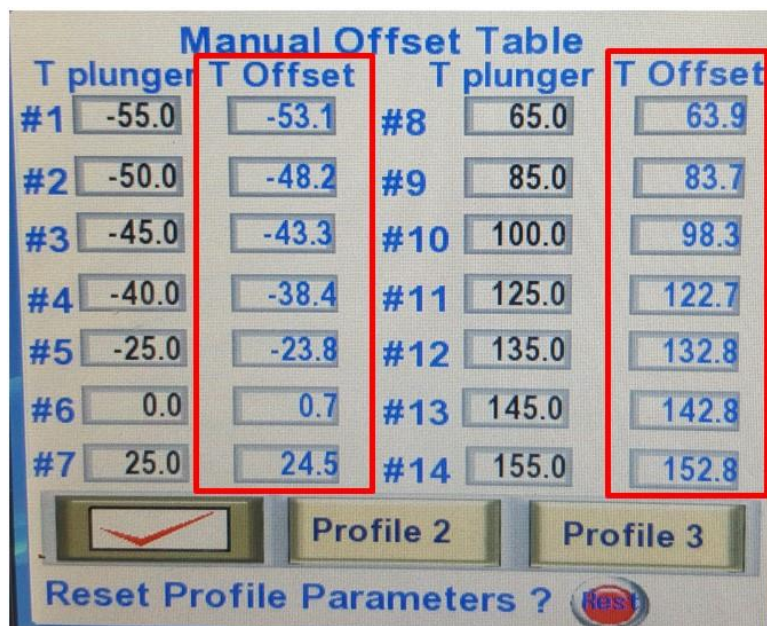 Manual Offset Table
T plunger T Offset T plunger T Offset
#1 -55.0 -53.1 #8 65.0 63.9
#2 -50.0 -48.2 #9 85.0 83.7
#3 -45.0 -43.3 #10 100.0 98.3
#4 -40.0 -38.4 #11 125.0 122.7
#5 -25.0 -23.8 #12 135.0 132.8
#6 0.0 0.7 #13 145.0 142.8
#7 25.0 24.5 #14 155.0 152.8
Profile 2 Profile 3
Reset Profile Parameters ? Rest